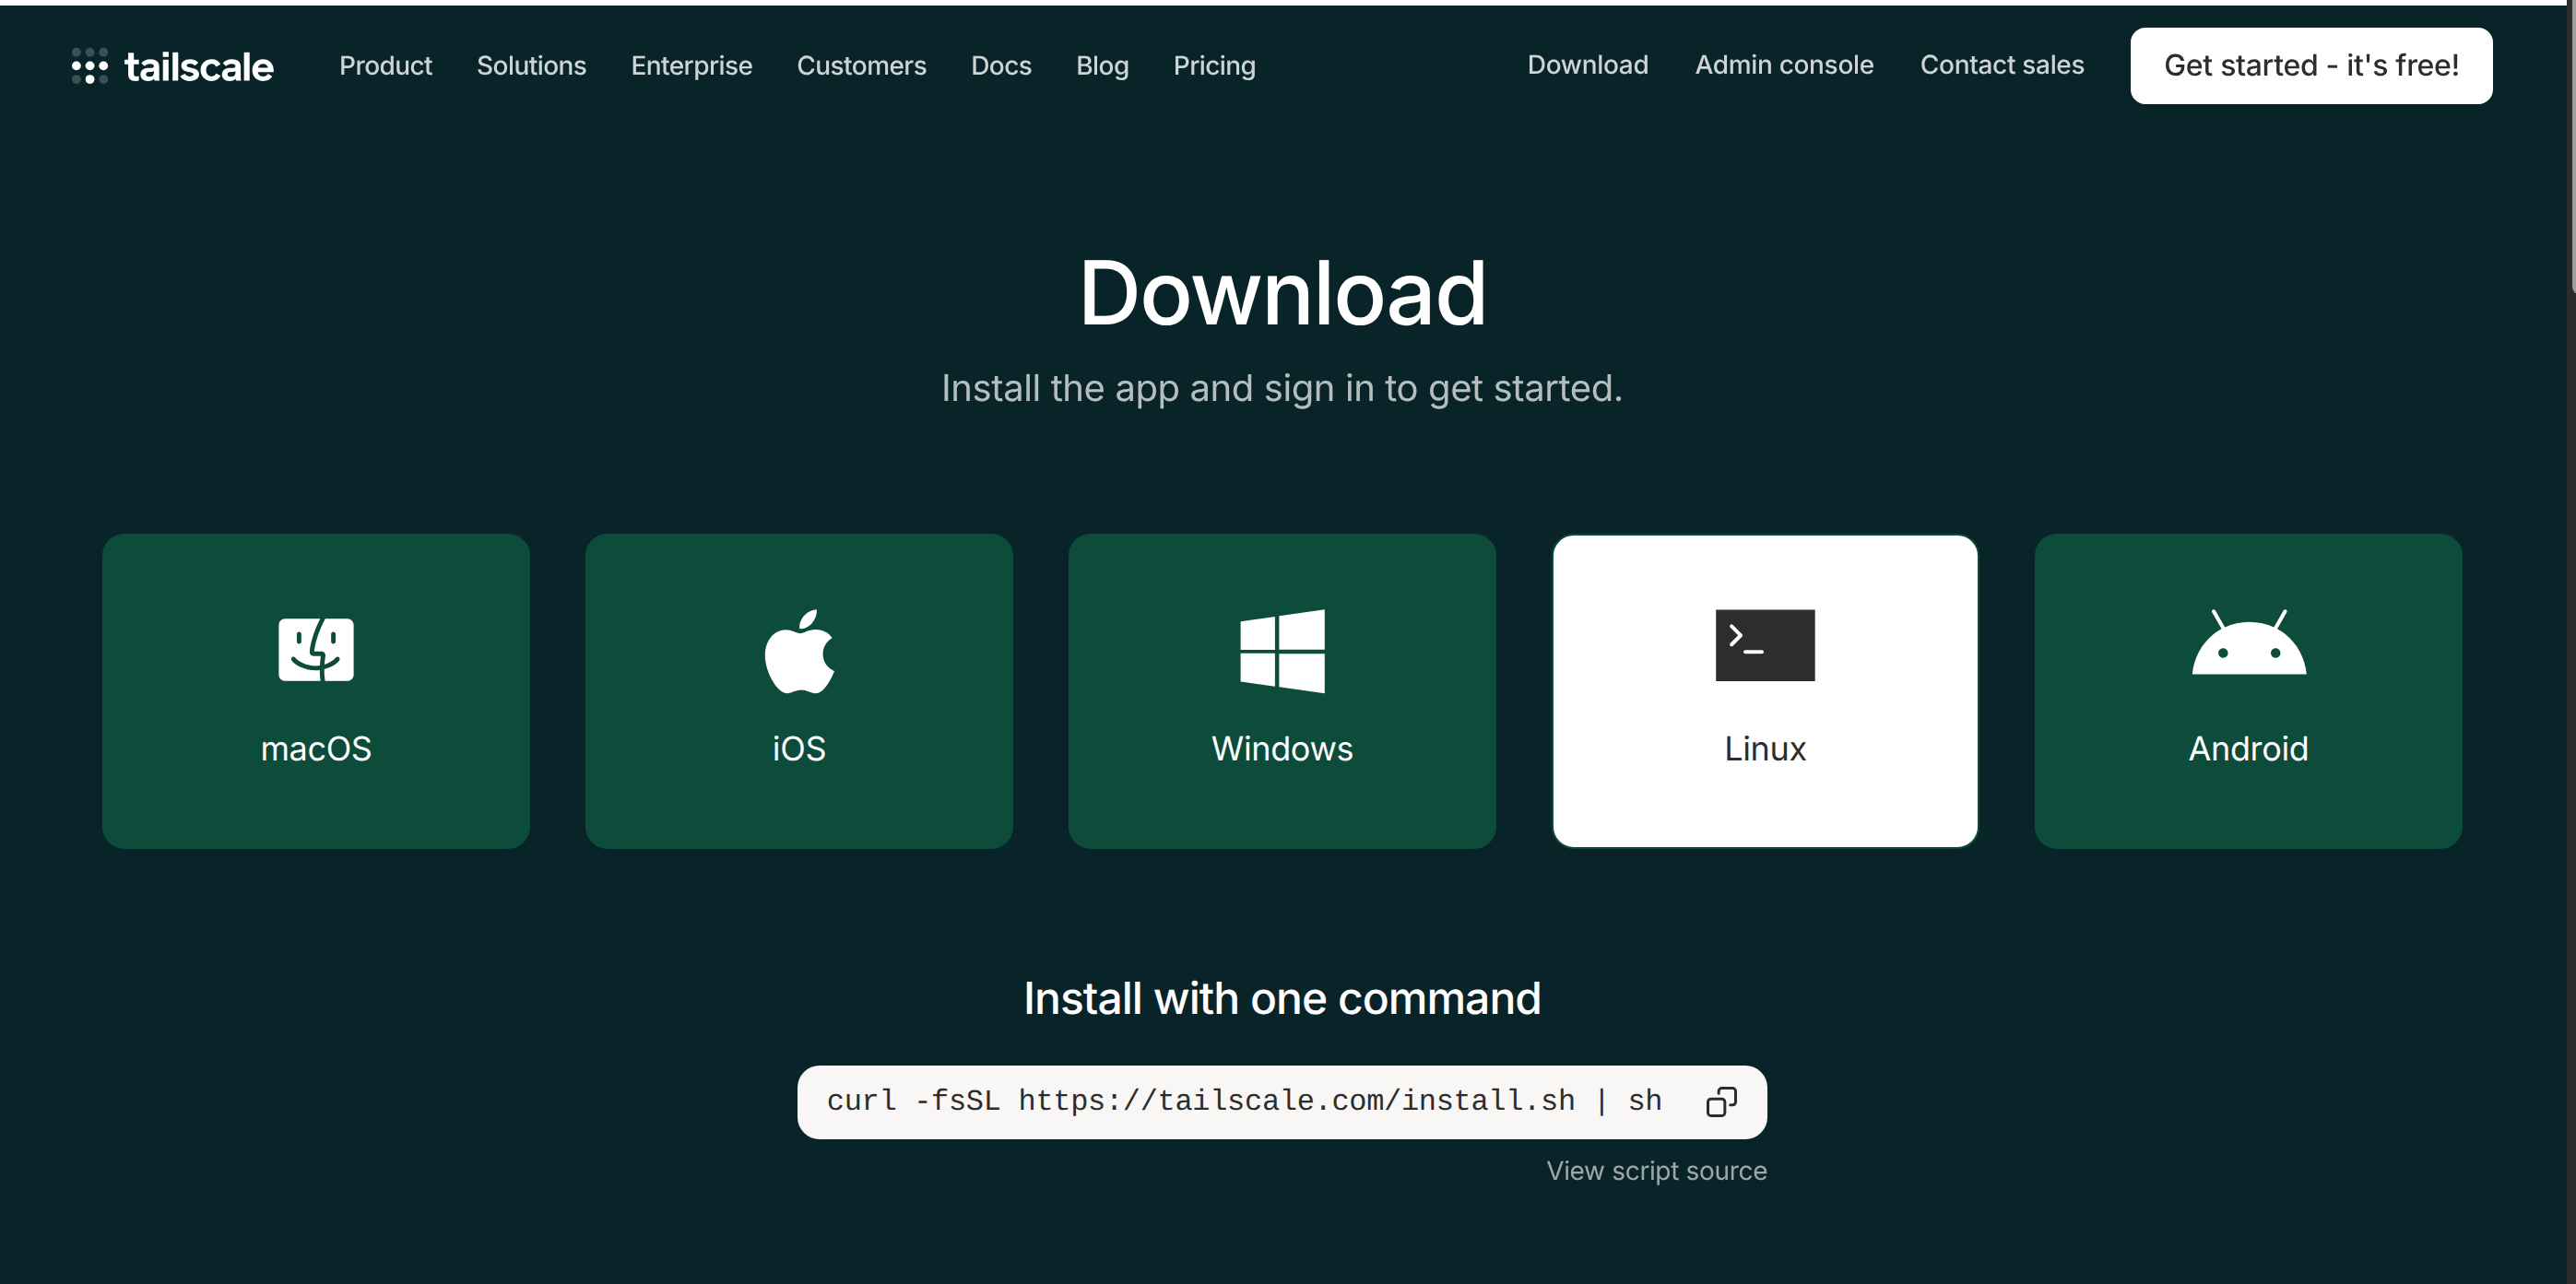 tailscale Product Solutions Enterprise Customers Docs Blog Pricing Download Admin console Contact sales Get started - it's free!
Download
Install the app and sign in to get started.
macOS iOS Windows Linux Android
Install with one command
curl -fsSL https://tailscale.com/install.sh | sh
View script source